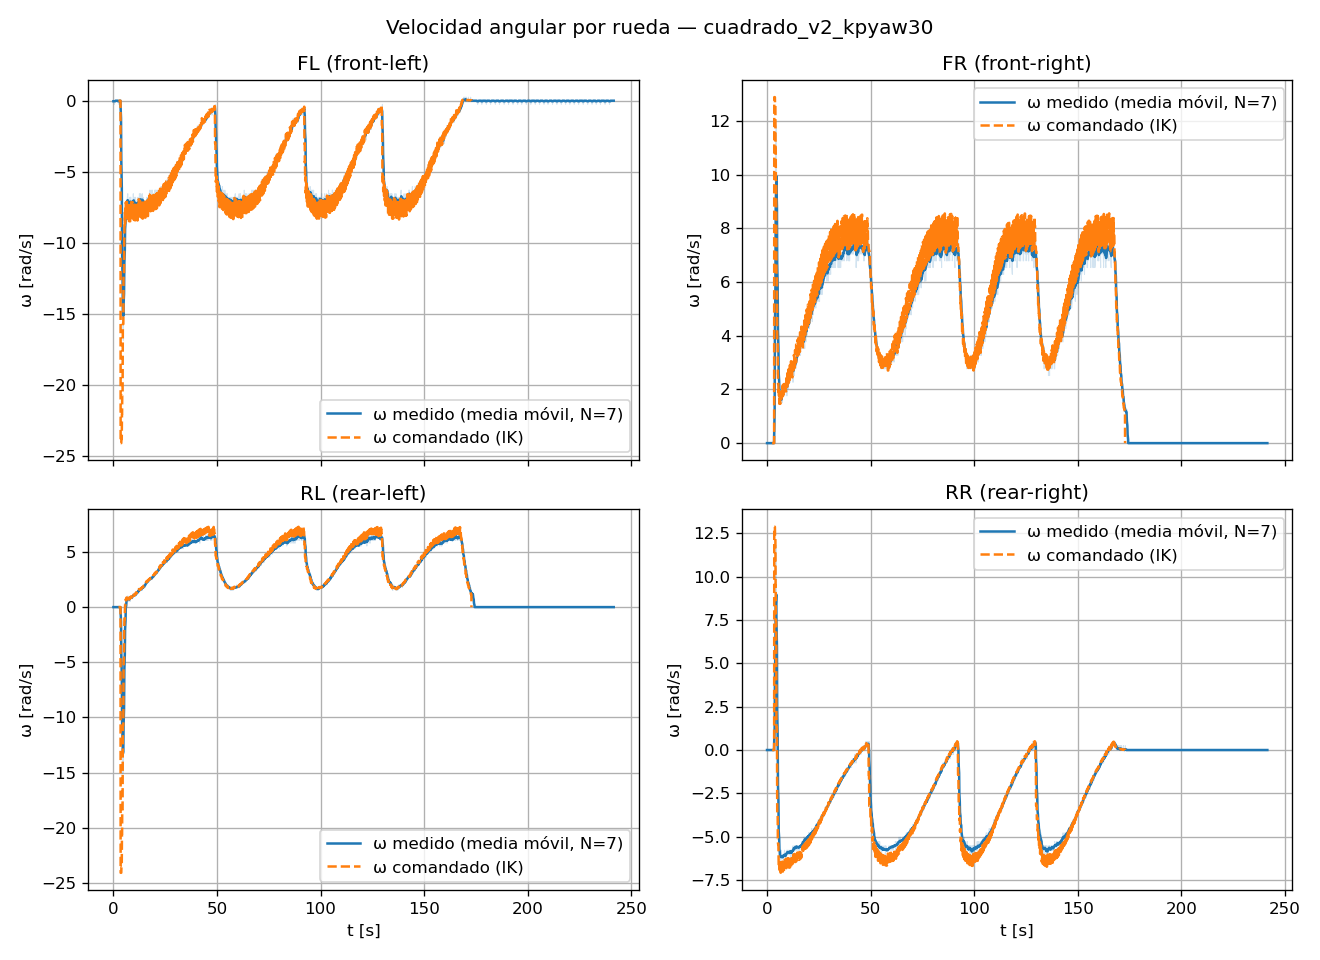 Velocidad angular por rueda — cuadrado_v2_kpyaw30
FL (front-left)
0
−5
−10
−15
−20
−25
ω [rad/s]
ω medido (media móvil, N=7)
ω comandado (IK)
FR (front-right)
12
10
8
6
4
2
0
ω [rad/s]
ω medido (media móvil, N=7)
ω comandado (IK)
RL (rear-left)
5
0
−5
−10
−15
−20
−25
ω [rad/s]
ω medido (media móvil, N=7)
ω comandado (IK)
0 50 100 150 200 250
t [s]
RR (rear-right)
12.5
10.0
7.5
5.0
2.5
0.0
−2.5
−5.0
−7.5
ω [rad/s]
ω medido (media móvil, N=7)
ω comandado (IK)
0 50 100 150 200 250
t [s]